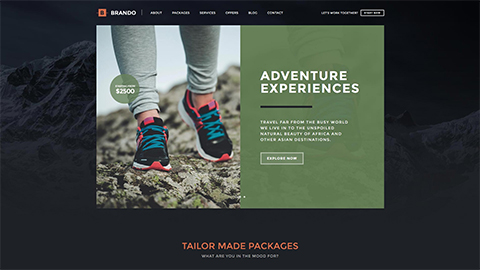 B BRANDO
ABOUT PACKAGES SERVICES OFFERS BLOG CONTACT
LET'S WORK TOGETHER! START NOW
$2500
ADVENTURE
EXPERIENCES
TRAVEL FAR FROM THE BUSY WORLD
WE LIVE IN TO THE UNSPOILED
NATURAL BEAUTY OF AFRICA AND
OTHER ASIAN DESTINATIONS.
EXPLORE NOW
TAILOR MADE PACKAGES
WHAT ARE YOU IN THE MOOD FOR?